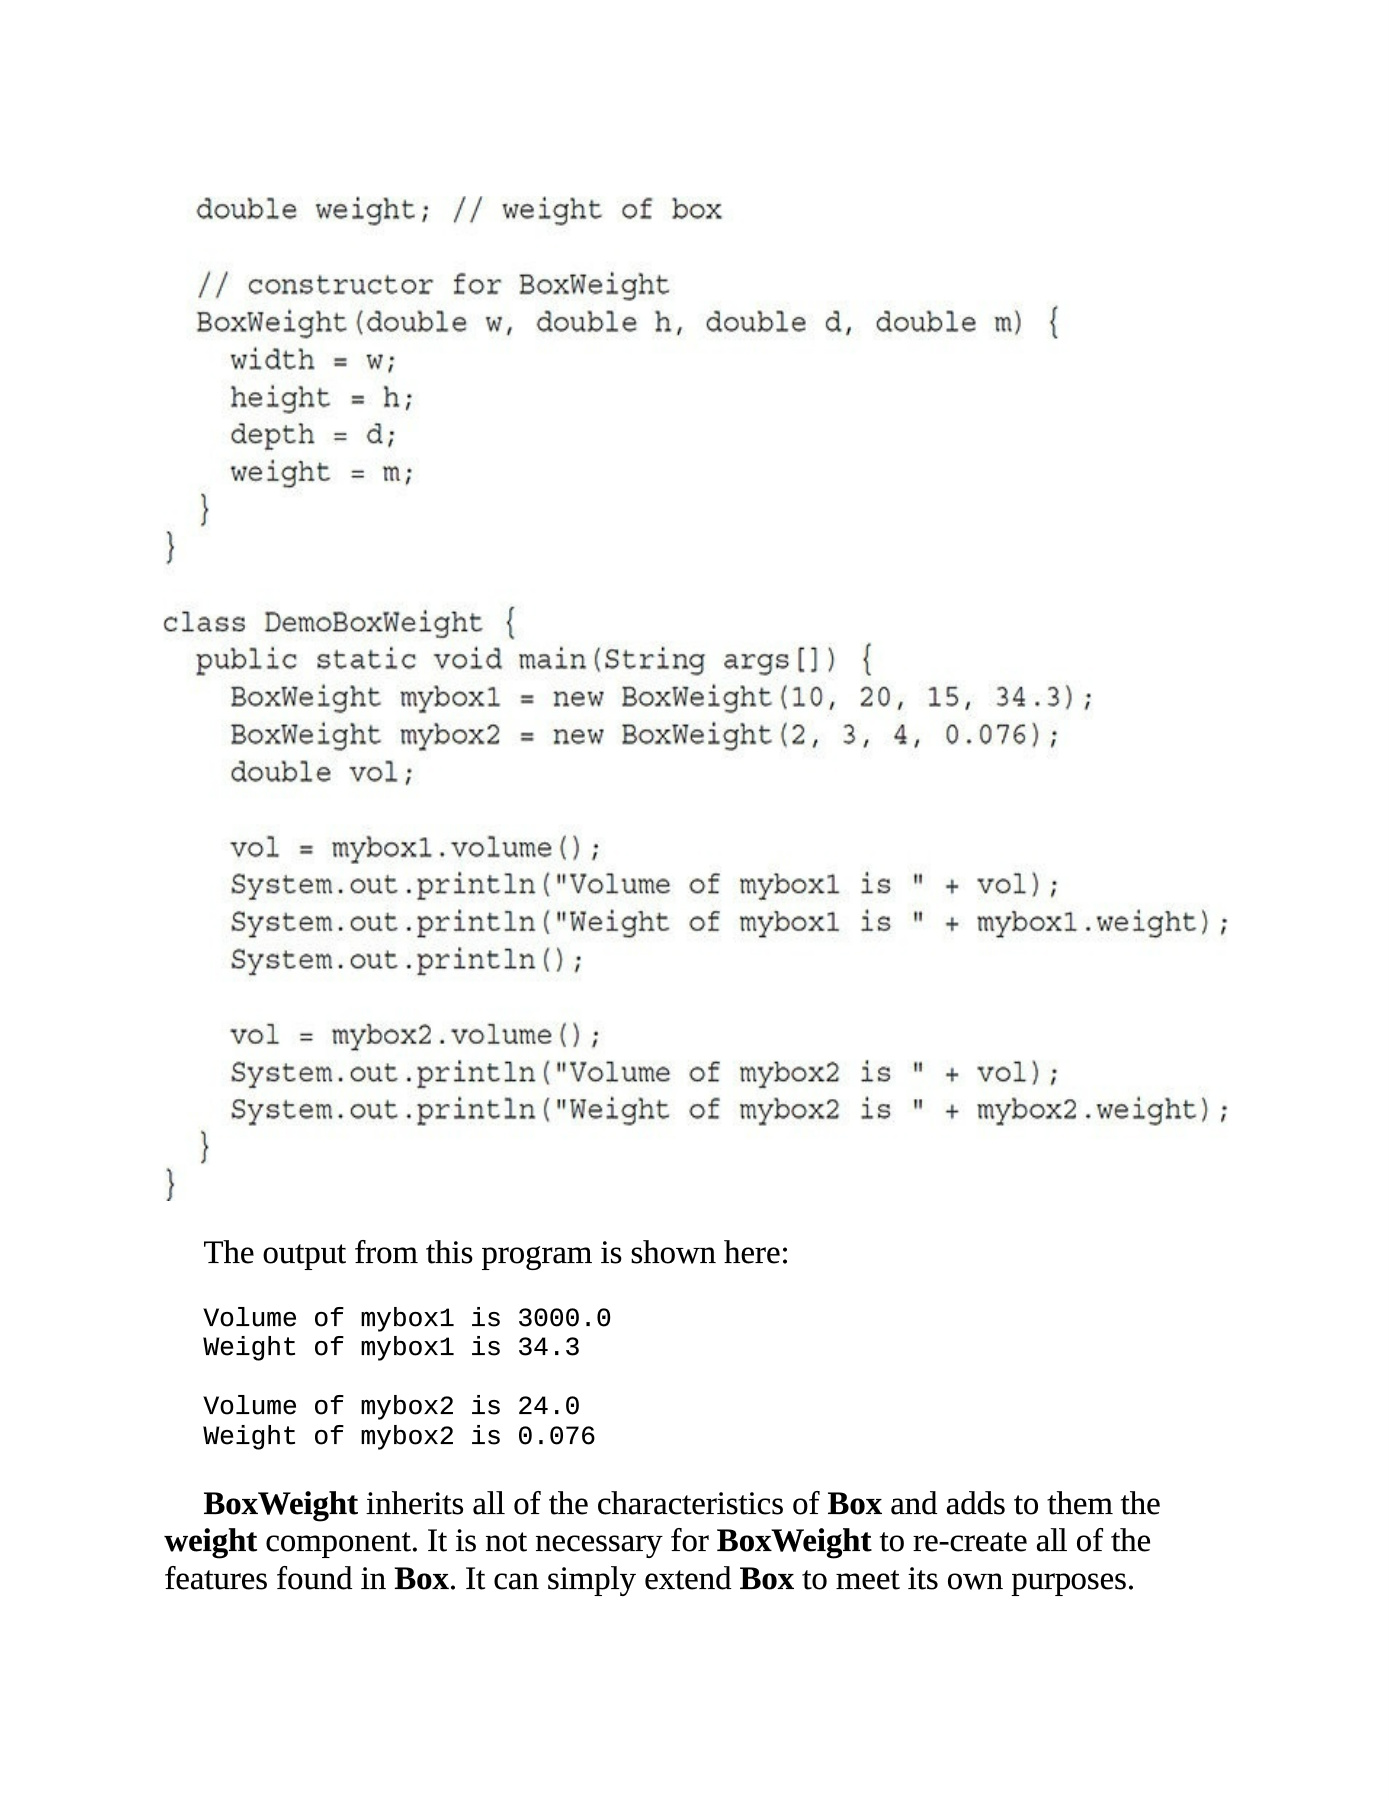 double weight; // weight of box
// constructor for BoxWeight
BoxWeight(double w, double h, double d, double m) {
width = w;
height = h;
depth = d;
weight = m;
}
}
class DemoBoxWeight {
public static void main(String args[]) {
BoxWeight mybox1 = new BoxWeight(10, 20, 15, 34.3);
BoxWeight mybox2 = new BoxWeight(2, 3, 4, 0.076);
double vol;
vol = mybox1.volume();
System.out.println("Volume of mybox1 is " + vol);
System.out.println("Weight of mybox1 is " + mybox1.weight);
System.out.println();
vol = mybox2.volume();
System.out.println("Volume of mybox2 is " + vol);
System.out.println("Weight of mybox2 is " + mybox2.weight);
}
}
The output from this program is shown here:
Volume of mybox1 is 3000.0
Weight of mybox1 is 34.3
Volume of mybox2 is 24.0
Weight of mybox2 is 0.076
BoxWeight inherits all of the characteristics of Box and adds to them the
weight component. It is not necessary for BoxWeight to re-create all of the
features found in Box. It can simply extend Box to meet its own purposes.